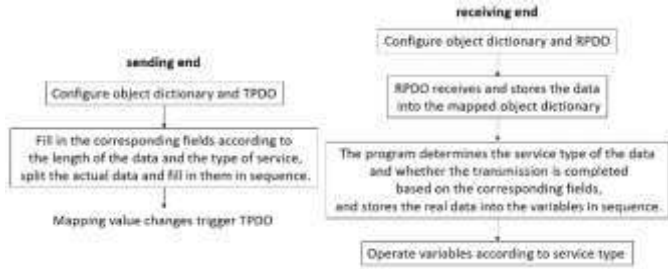 sending end
Configure object dictionary and TPDO
Fill in the corresponding fields according to
the length of the data and the type of service,
split the actual data and fill in them in sequence.
Mapping value changes trigger TPDO
receiving end
Configure object dictionary and RPDO
RPDO receives and stores the data
into the mapped object dictionary
The program determines the service type of the data
and whether the transmission is completed
based on the corresponding fields,
and stores the real data into the variables in sequence.
Operate variables according to service type